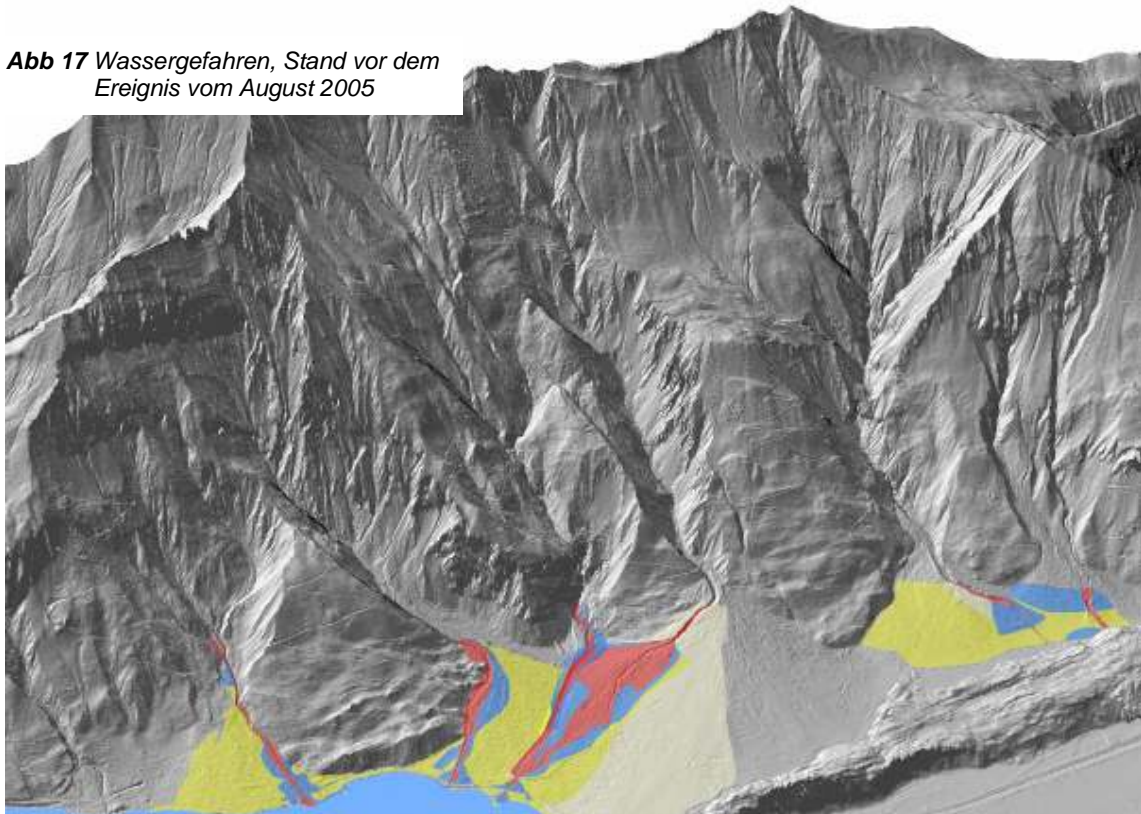 Abb 17 Wassergefahren, Stand vor dem
Ereignis vom August 2005